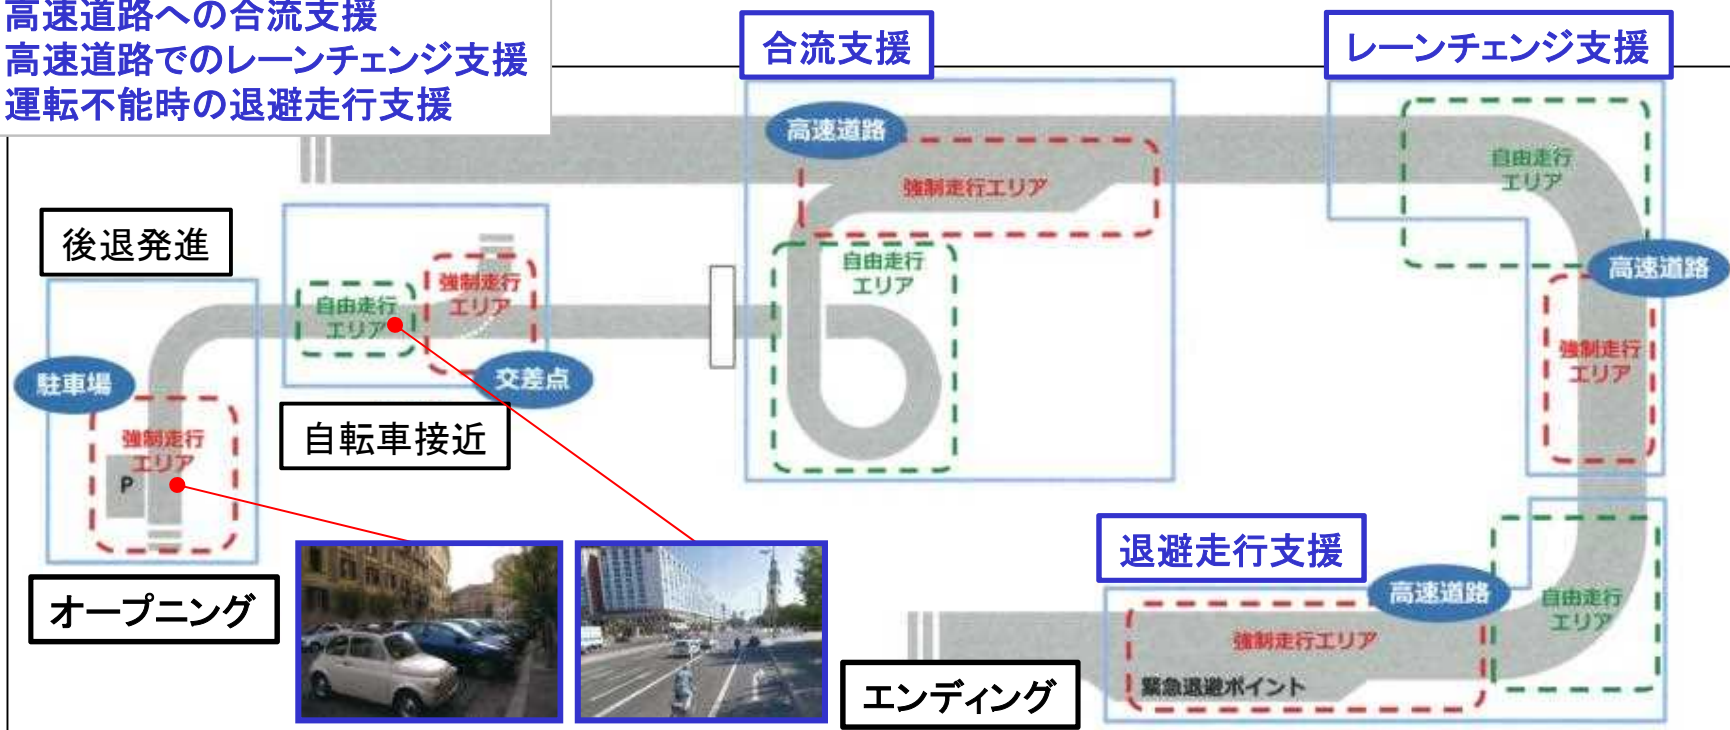 高速道路への合流支援
高速道路でのレーンチェンジ支援
運転不能時の退避走行支援
合流支援
レーンチェンジ支援
高速道路
強制走行エリア
自由走行
エリア
自由走行
エリア
高速道路
強制走行
エリア
後退発進
強制走行
エリア
自由走行
エリア
交差点
自転車接近
駐車場
強制走行
エリア
P
オープニング
退避走行支援
高速道路
自由走行
エリア
強制走行エリア
緊急退避ポイント
エンディング